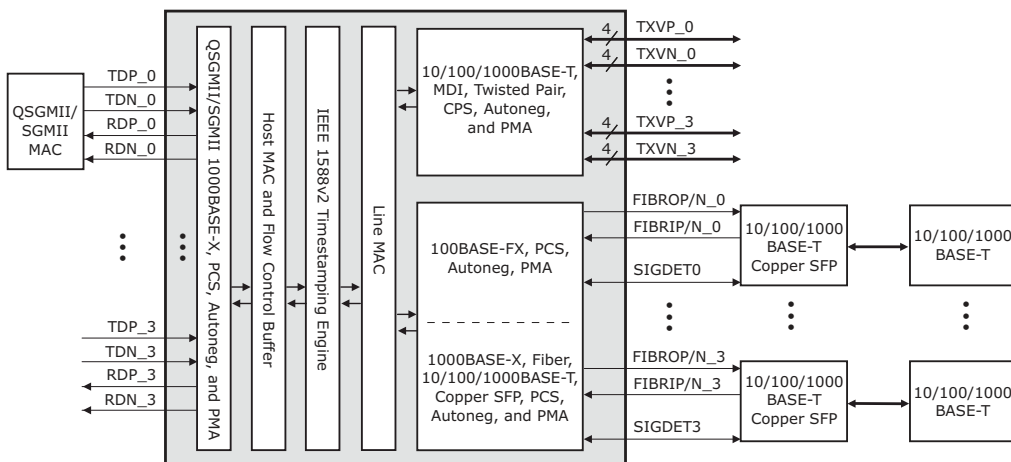 QSGMII/
SGMII
MAC
TDP_0
TDN_0
RDP_0
RDN_0
TDP_3
TDN_3
RDP_3
RDN_3
QSGMII/SGMII 1000BASE-X, PCS, Autoneg, and PMA
Host MAC and Flow Control Buffer
IEEE 1588v2 Timestamping Engine
Line MAC
10/100/1000BASE-T,
MDI, Twisted Pair,
CPS, Autoneg,
and PMA
4
TXVP_0
4
TXVN_0
4
TXVP_3
4
TXVN_3
100BASE-FX, PCS,
Autoneg, PMA
1000BASE-X, Fiber,
10/100/1000BASE-T,
Copper SFP, PCS,
Autoneg, and PMA
FIBROP/N_0
FIBRIP/N_0
SIGDET0
10/100/1000
BASE-T
Copper SFP
10/100/1000
BASE-T
FIBROP/N_3
FIBRIP/N_3
SIGDET3
10/100/1000
BASE-T
Copper SFP
10/100/1000
BASE-T